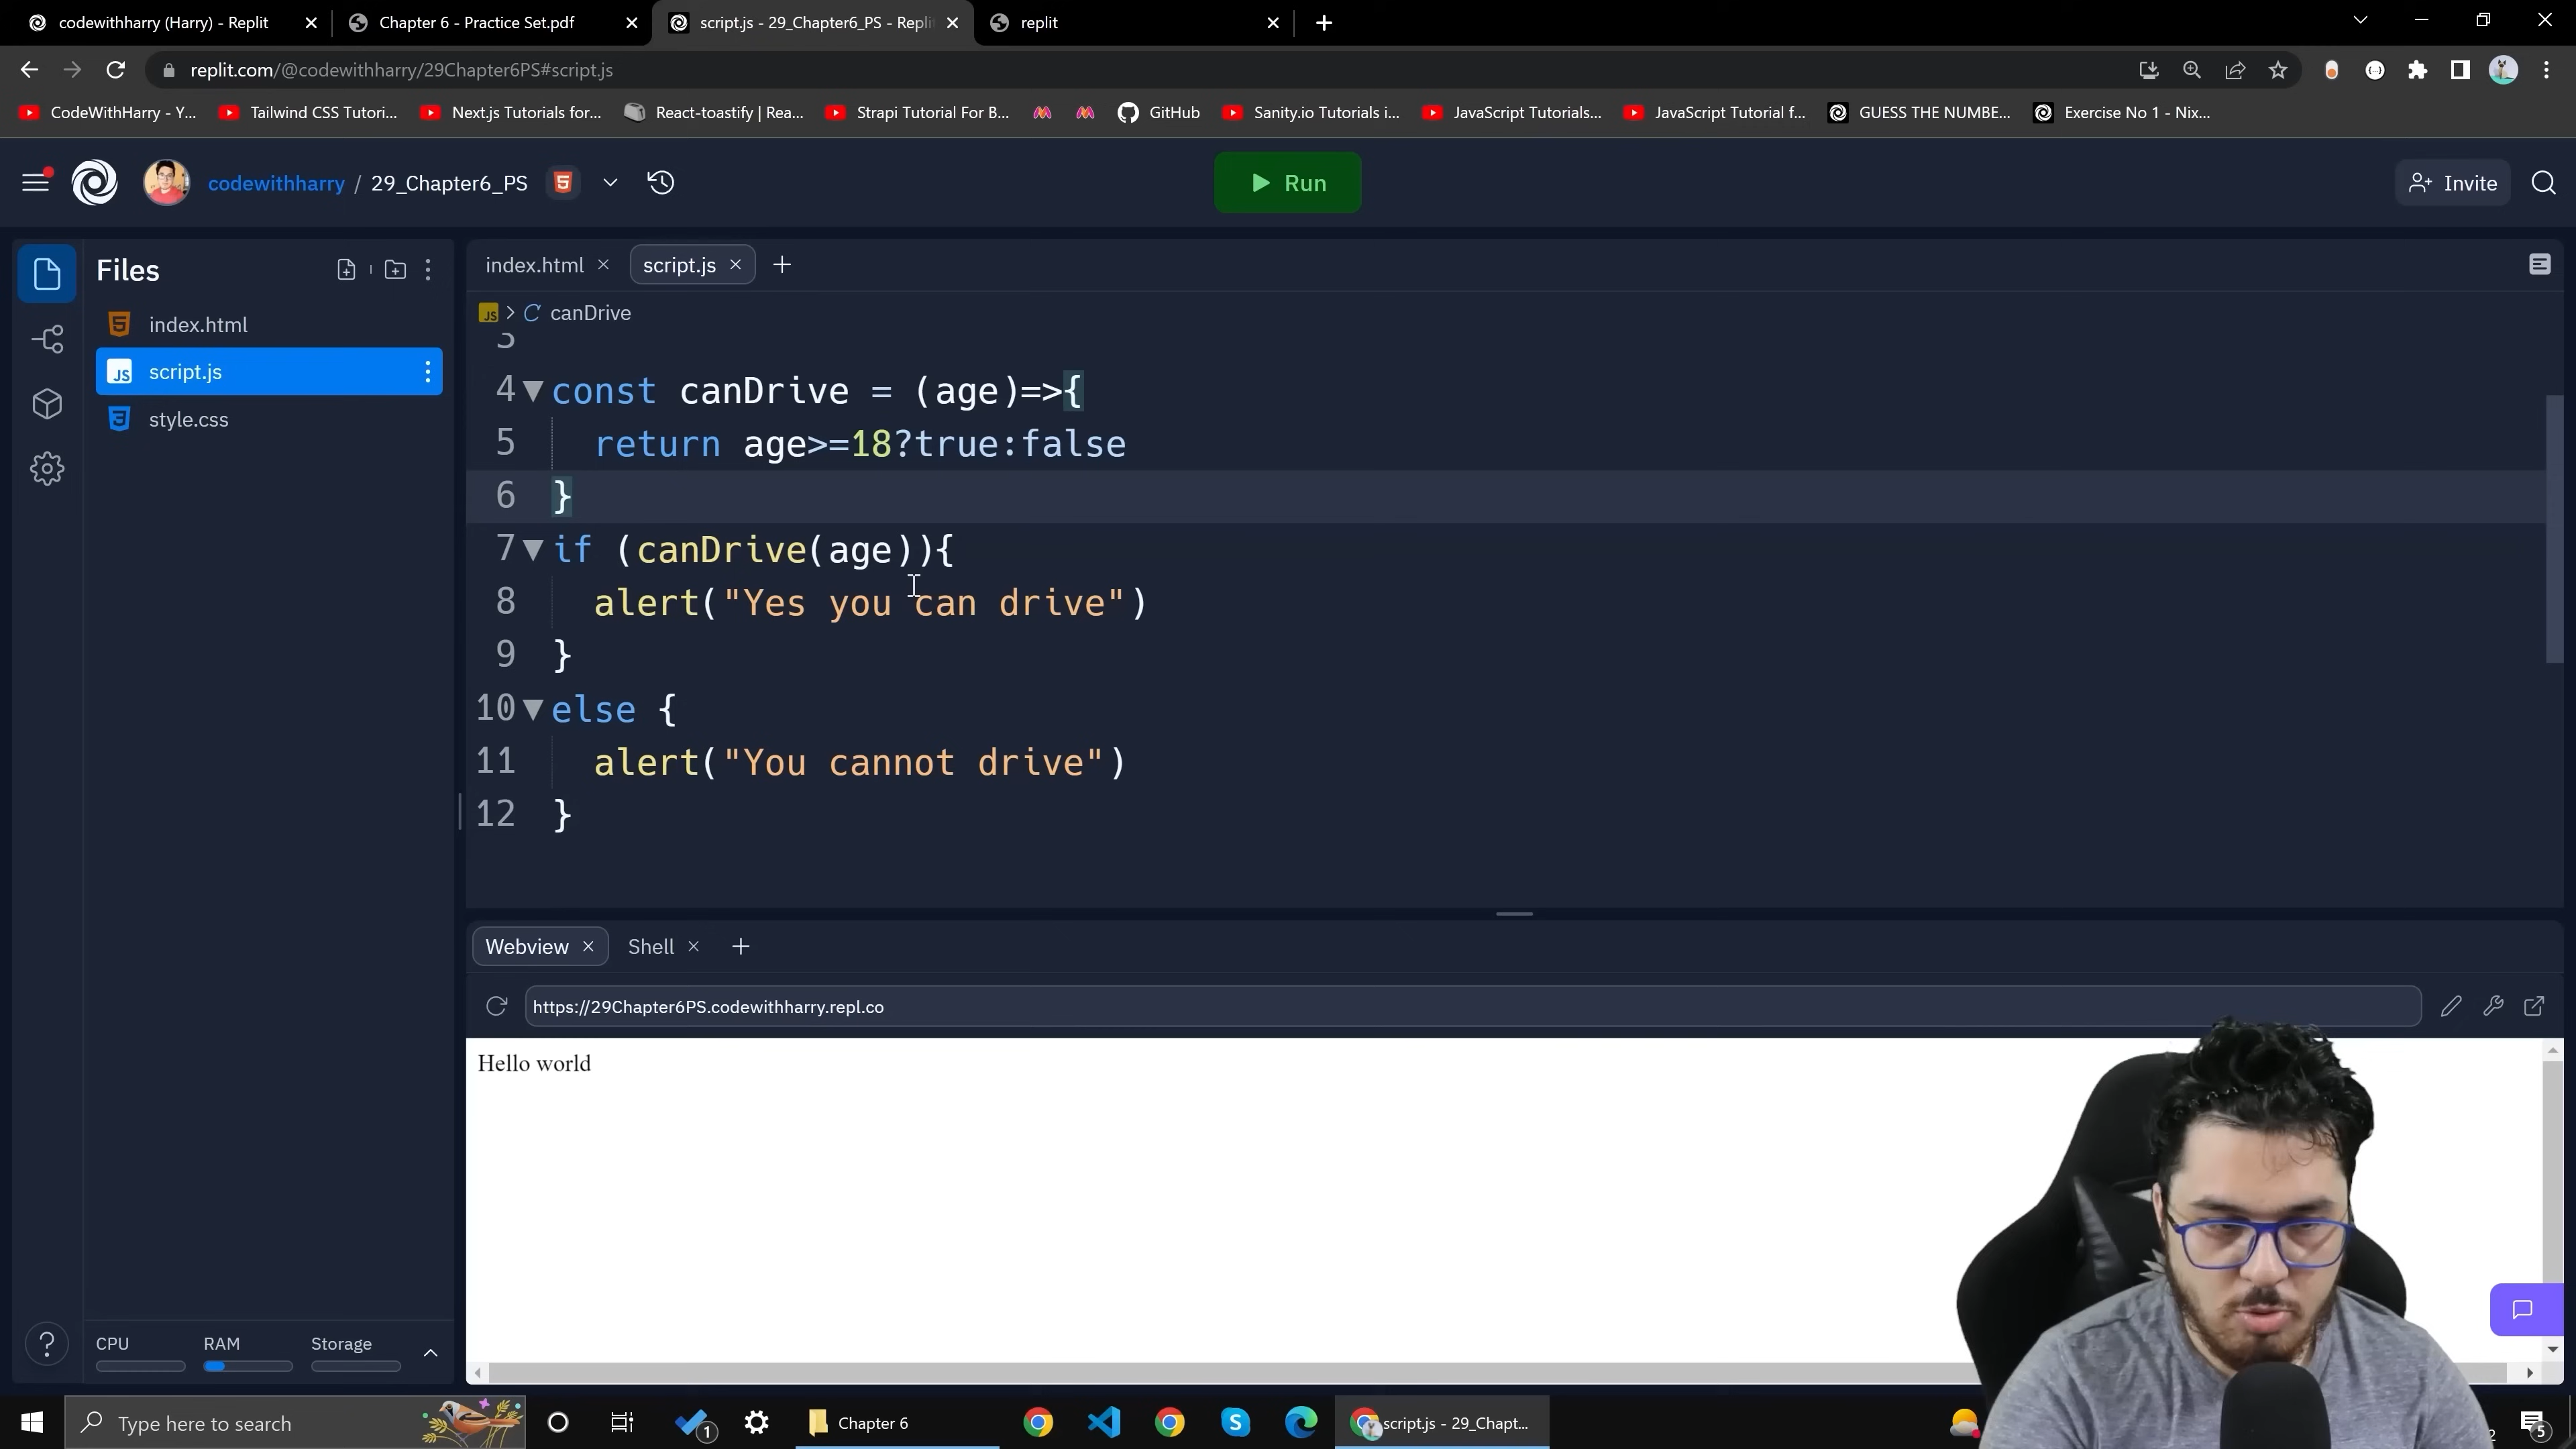 codewithharry (Harry) - Replit
Chapter 6 - Practice Set.pdf
script.js - 29_Chapter6_PS - Repli
replit
replit.com/@codewithharry/29Chapter6PS#script.js
CodeWithHarry - Y...
Tailwind CSS Tutori...
Next.js Tutorials for...
React-toastify | Rea...
Strapi Tutorial For B...
GitHub
Sanity.io Tutorials i...
JavaScript Tutorials...
JavaScript Tutorial f...
GUESS THE NUMBE...
Exercise No 1 - Nix...
codewithharry / 29_Chapter6_PS
Run
Invite
Files
index.html
script.js
style.css
index.html
script.js
JS > canDrive
3
4 const canDrive = (age)=>{
5 return age>=18?true:false
6 }
7 if (canDrive(age)){
8 alert("Yes you can drive")
9 }
10 else {
11 alert("You cannot drive")
12 }
Webview
Shell
https://29Chapter6PS.codewithharry.repl.co
Hello world
CPU
RAM
Storage
Type here to search
1
Chapter 6
script.js - 29_Chapt...
2
5